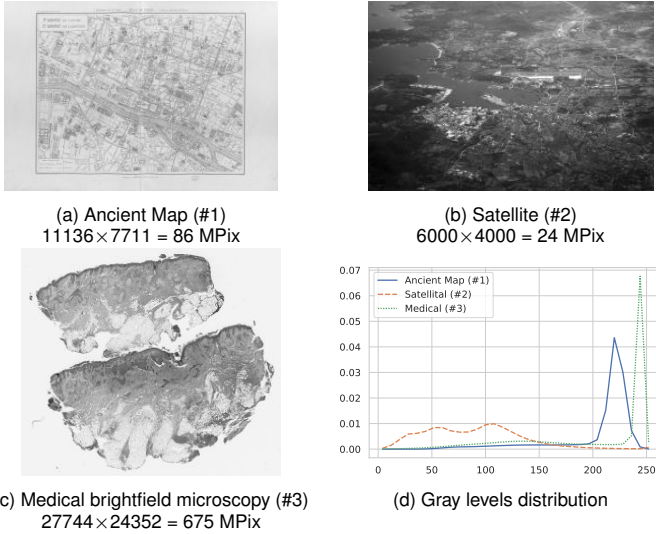 (a) Ancient Map (#1)
11136×7711 = 86 MPix
(b) Satellite (#2)
6000×4000 = 24 MPix
0.07
0.06
0.05
0.04
0.03
0.02
0.01
0.00
Ancient Map (#1)
Satellital (#2)
Medical (#3)
0 50 100 150 200 250
c) Medical brightfield microscopy (#3)
27744×24352 = 675 MPix
(d) Gray levels distribution